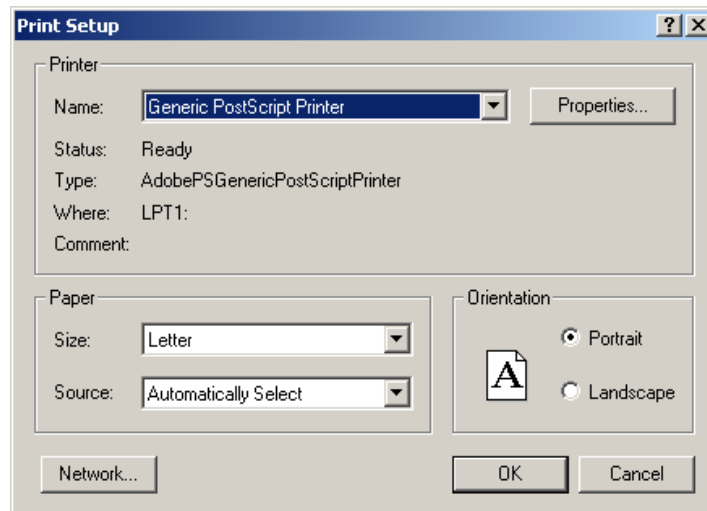 Print Setup
Printer
Name: Generic PostScript Printer Properties...
Status: Ready
Type: AdobePSGenericPostScriptPrinter
Where: LPT1:
Comment:
Paper
Size: Letter
Source: Automatically Select
Orientation
A
Portrait
Landscape
Network... OK Cancel